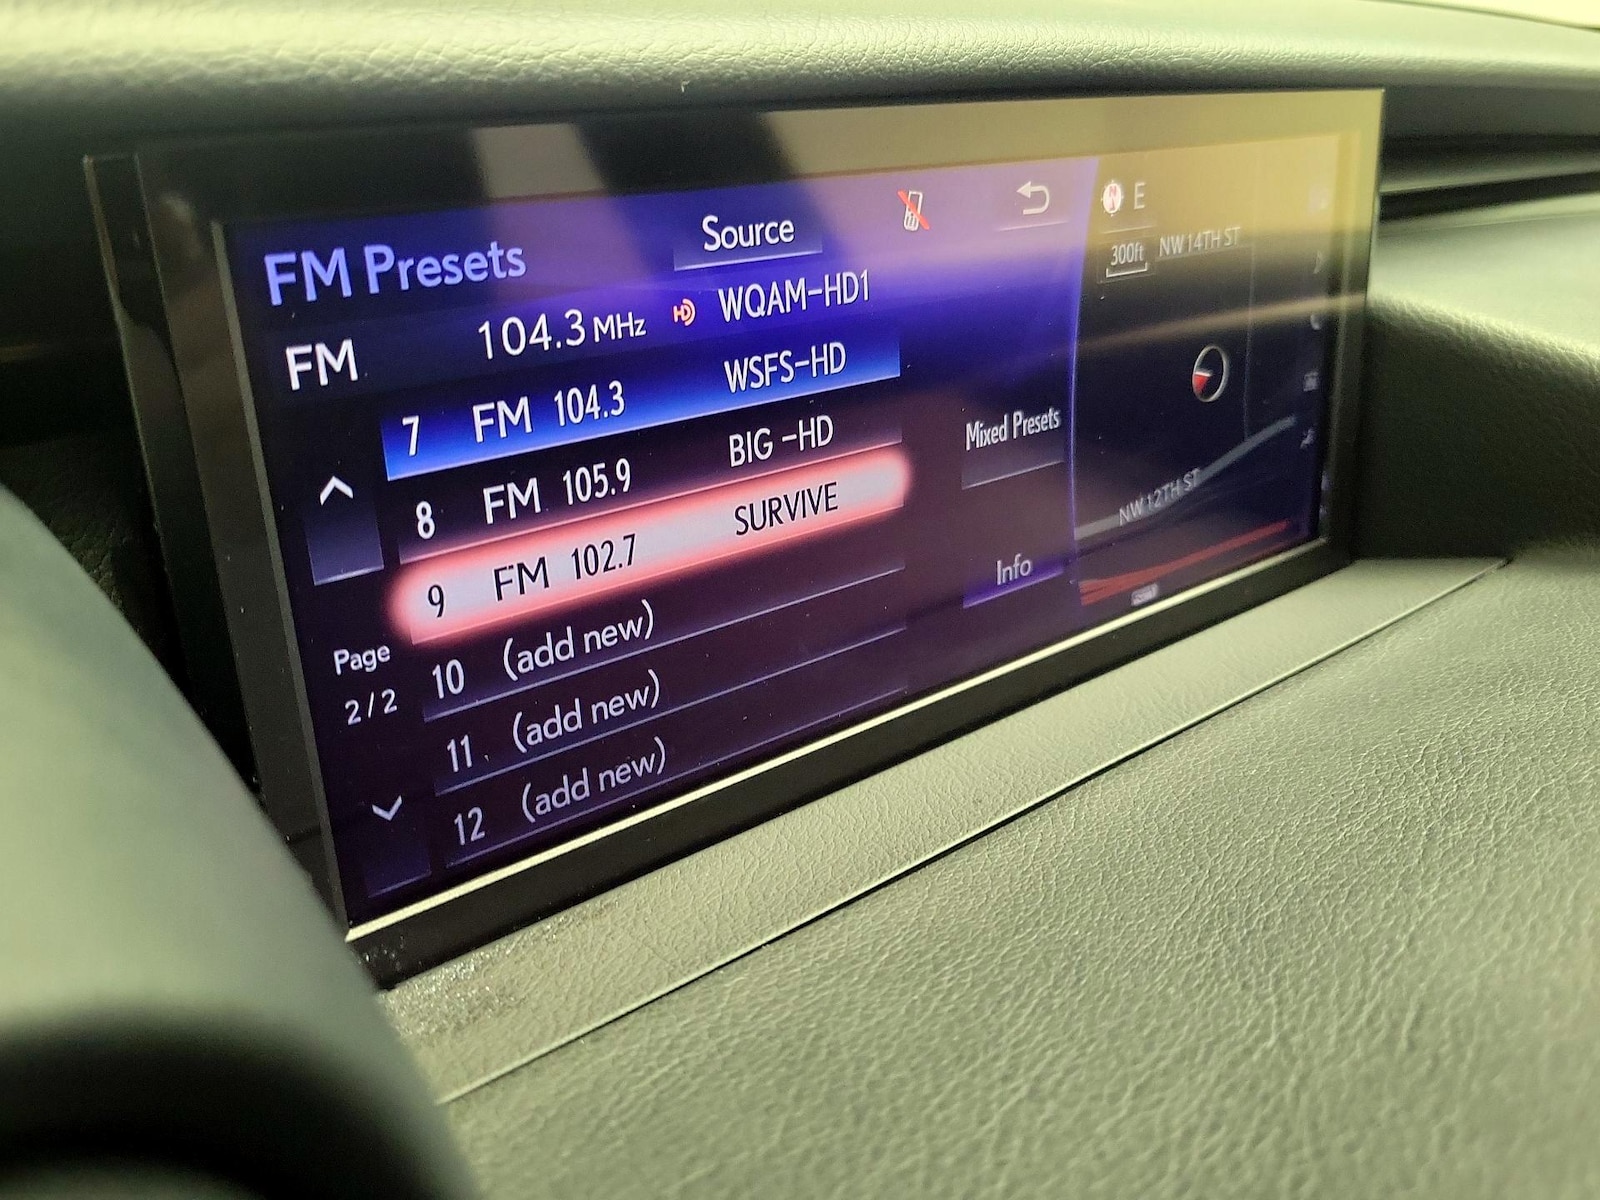 FM Presets
Source
E
300ft NW 14TH ST
FM 104.3 MHz HD WQAM-HD1
7 FM 104.3 WSFS-HD
8 FM 105.9 BIG -HD
9 FM 102.7 SURVIVE
10 (add new)
11 (add new)
12 (add new)
Page
2/2
Mixed Presets
Info
NW 12TH ST